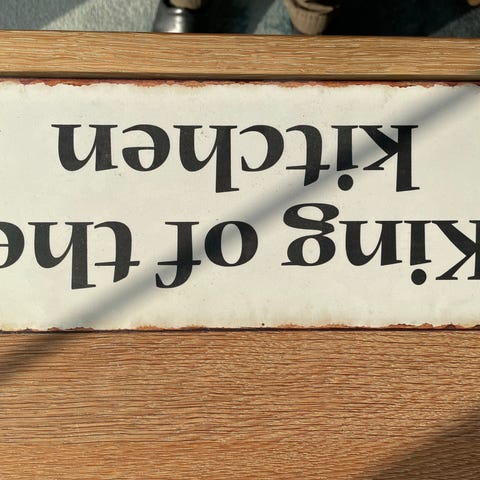 King of the
kitchen